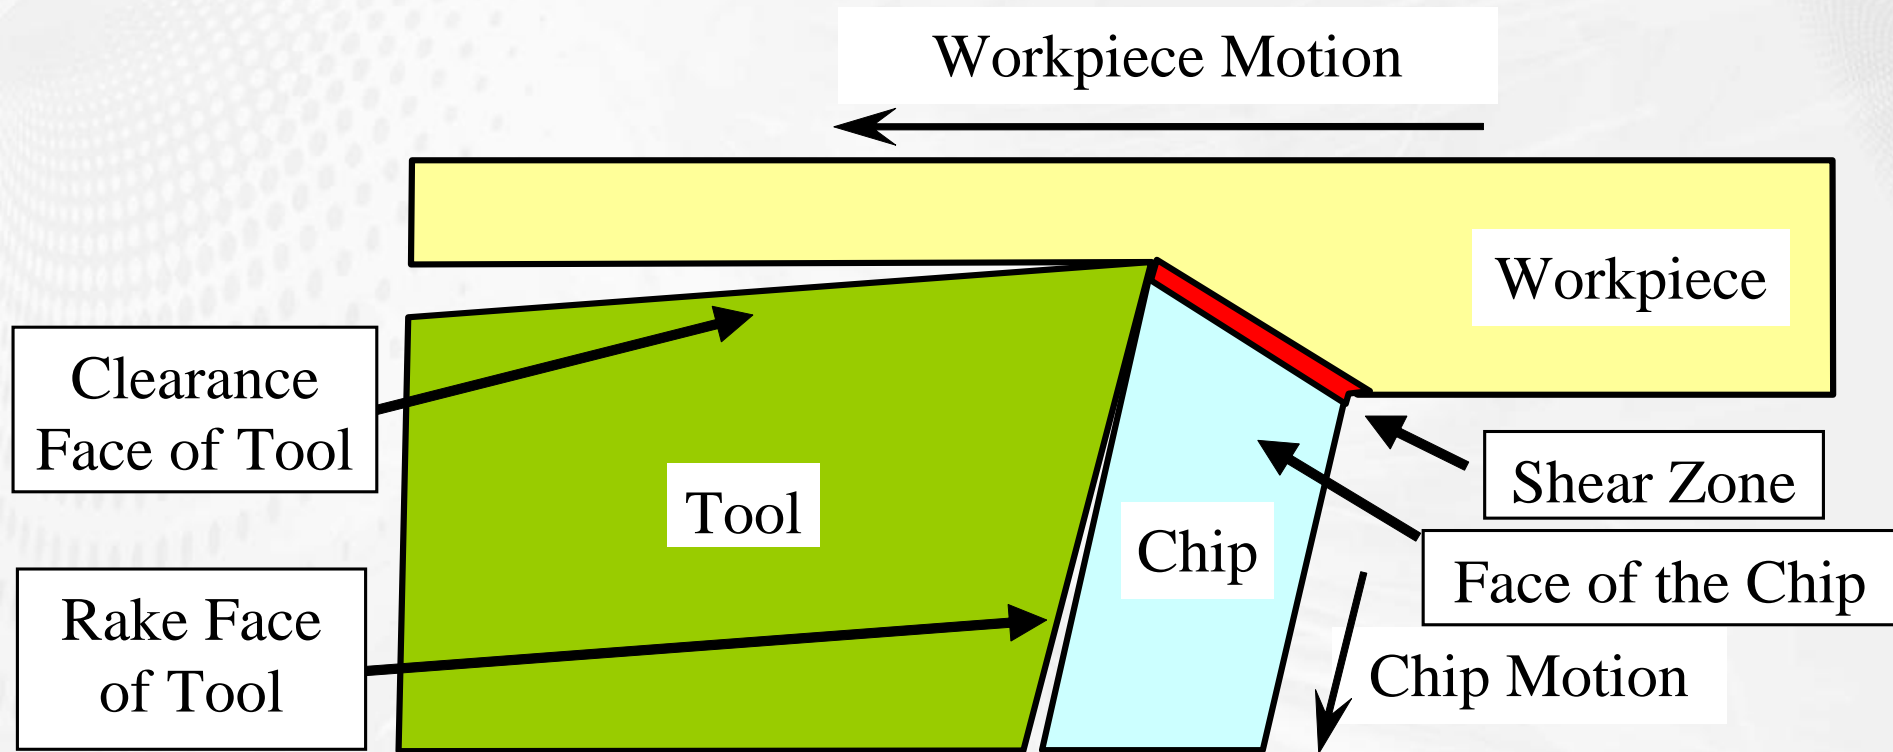 Workpiece Motion
Workpiece
Clearance
Face of Tool
Tool
Shear Zone
Chip
Face of the Chip
Rake Face
of Tool
Chip Motion